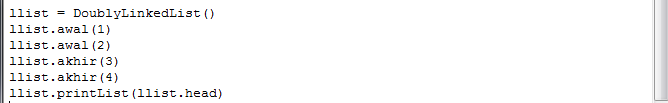 llist = DoublyLinkedList()
llist.awal(1)
llist.awal(2)
llist.akhir(3)
llist.akhir(4)
llist.printList(llist.head)